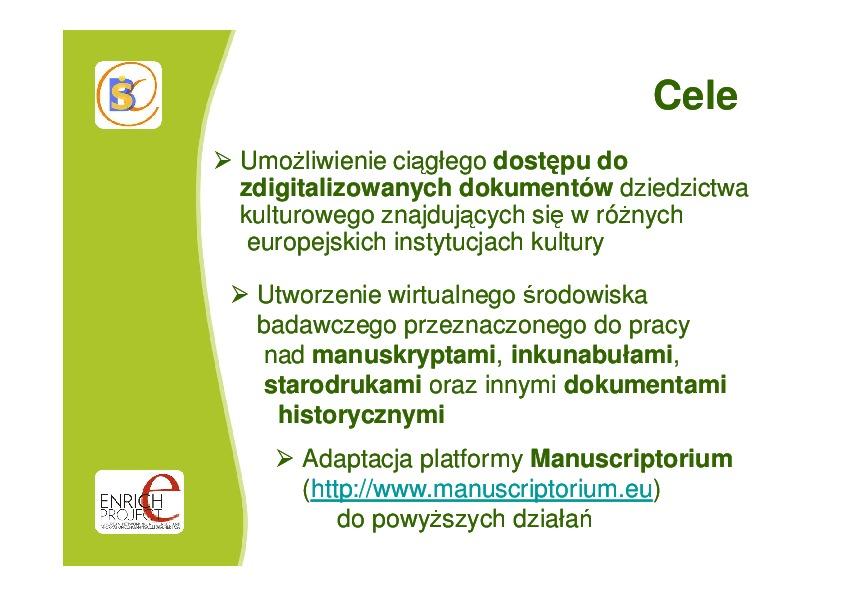 Cele
➢ Umożliwienie ciągłego dostępu do
zdigitalizowanych dokumentów dziedzictwa
kulturowego znajdujących się w różnych
europejskich instytucjach kultury
➢ Utworzenie wirtualnego środowiska
badawczego przeznaczonego do pracy
nad manuskryptami, inkunabułami,
starodrukami oraz innymi dokumentami
historycznymi
➢ Adaptacja platformy Manuscriptorium
(http://www.manuscriptorium.eu)
do powyższych działań
ENRICH
PROJECT